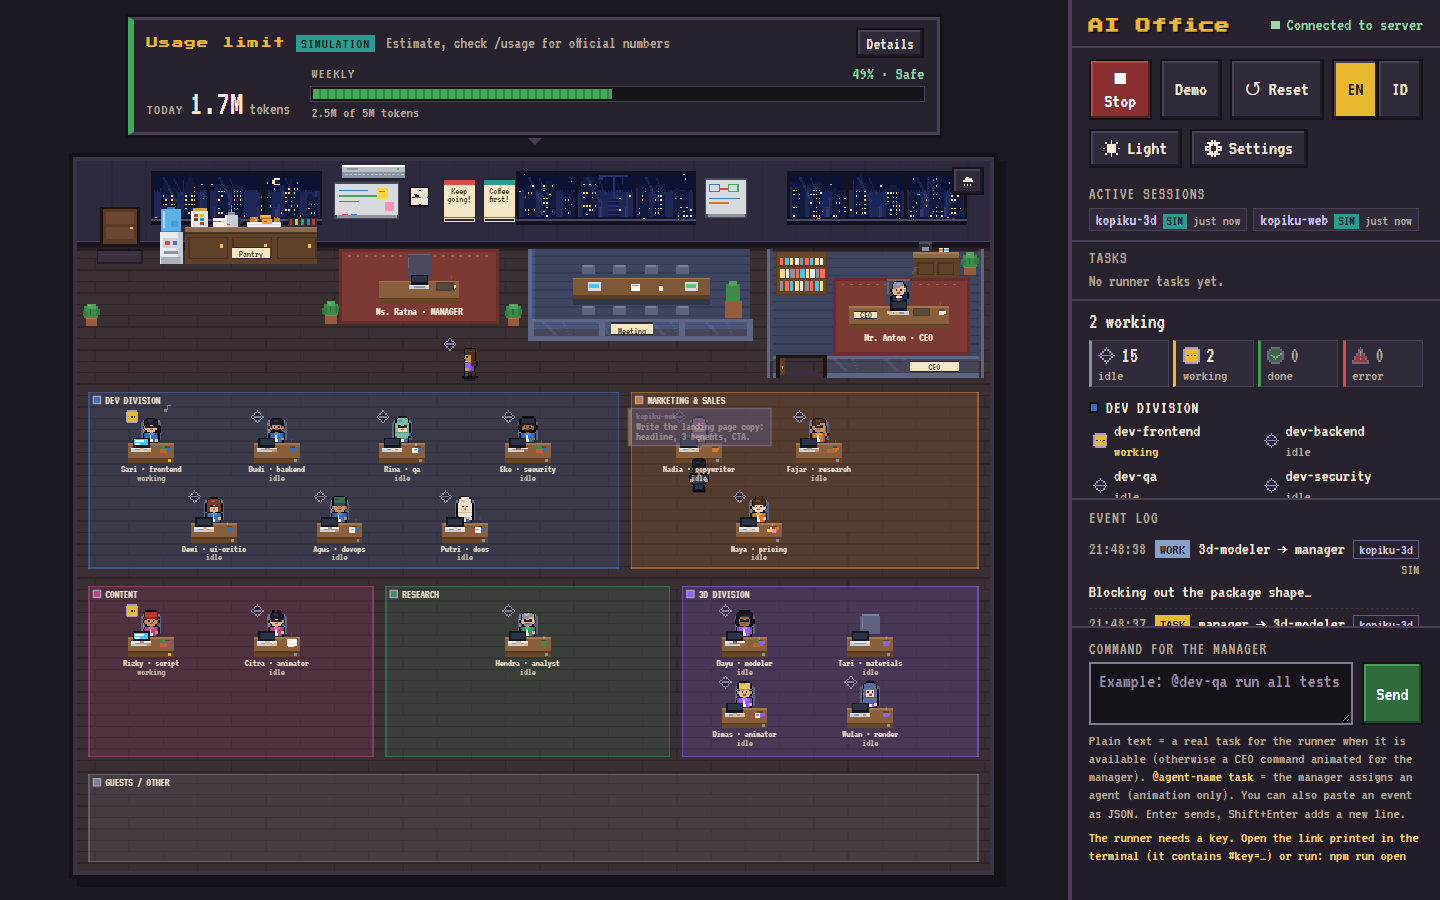 Usage limit SIMULATION Estimate, check /usage for official numbers Details
WEEKLY 49% · Safe
TODAY 1.7M tokens
2.5M of 5M tokens
Keep going!
Coffee first!
Pantry
Ms. Ratna · MANAGER
Meeting
CEO
Mr. Anton · CEO
CEO
DEV DIVISION
Sari · frontend
working
Budi · backend
idle
Rina · qa
idle
Eko · security
idle
Dewi · ui-critic
idle
Agus · devops
idle
Putri · docs
idle
MARKETING & SALES
kopiku-web
Write the landing page copy:
headline, 3 benefits, CTA.
Nadia · copywriter
idle
Fajar · research
idle
Maya · pricing
idle
CONTENT
Rizky · script
working
Citra · animator
idle
RESEARCH
Hendra · analyst
idle
3D DIVISION
Bayu · modeler
idle
Tari · materials
idle
Dimas · animator
idle
Wulan · render
idle
GUESTS / OTHER
AI Office Connected to server
Stop Demo Reset EN ID
Light Settings
ACTIVE SESSIONS
kopiku-3d SIM just now kopiku-web SIM just now
TASKS
No runner tasks yet.
2 working
15 idle
2 working
0 done
0 error
DEV DIVISION
dev-frontend
working
dev-backend
idle
dev-qa
idle
dev-security
idle
EVENT LOG
21:48:38 WORK 3d-modeler → manager kopiku-3d
SIM
Blocking out the package shape…
21:48:37 TASK manager → 3d-modeler kopiku-3d
COMMAND FOR THE MANAGER
Example: @dev-qa run all tests
Send
Plain text = a real task for the runner when it is
available (otherwise a CEO command animated for the
manager). @agent-name task = the manager assigns an
agent (animation only). You can also paste an event
as JSON. Enter sends, Shift+Enter adds a new line.
The runner needs a key. Open the link printed in the
terminal (it contains #key=…) or run: npm run open